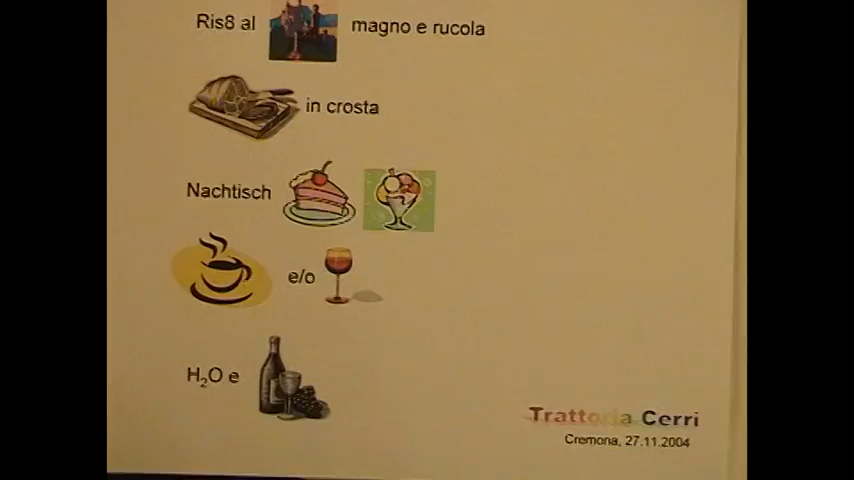 Ris8 al magno e rucola
in crosta
Nachtisch
e/o
H₂O e
Trattoria Cerri
Cremona, 27.11.2004